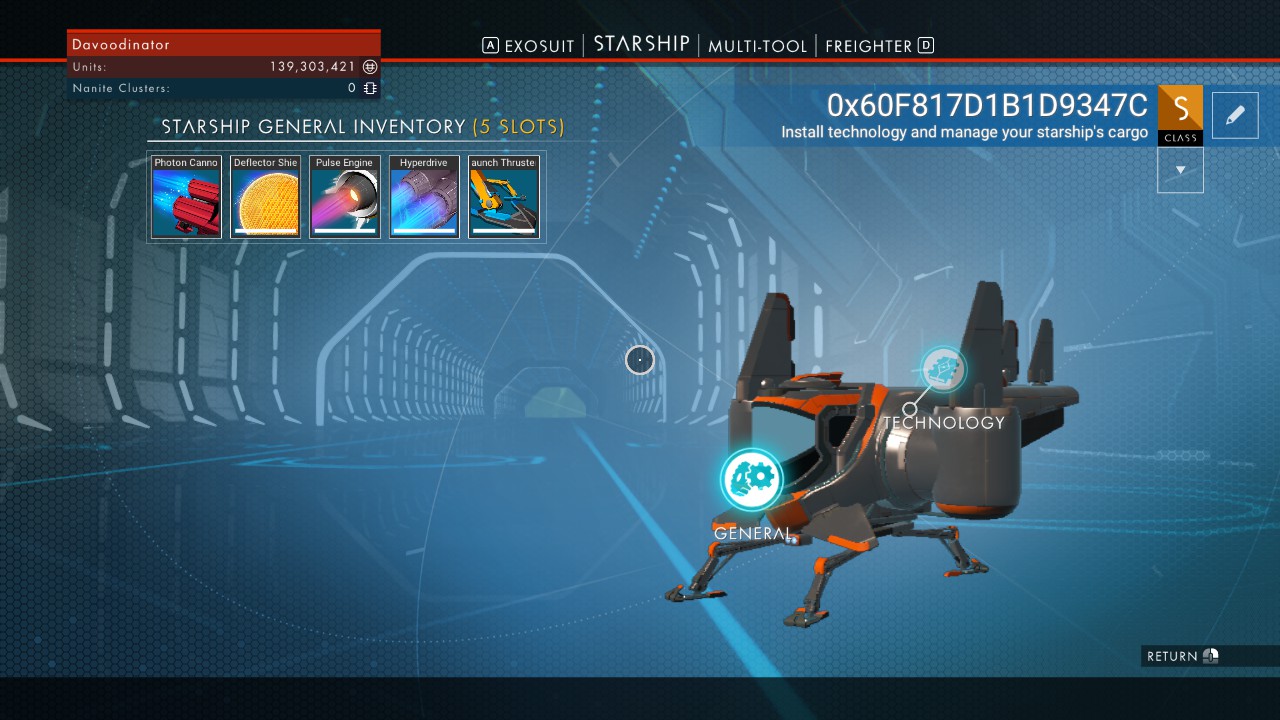 Davoodinator
Units: 139,303,421
Nanite Clusters: 0
A EXOSUIT STARSHIP MULTI-TOOL FREIGHTER D
0x60F817D1B1D9347C
Install technology and manage your starship's cargo
S
CLASS
STARSHIP GENERAL INVENTORY (5 SLOTS)
Photon Canno Deflector Shie Pulse Engine Hyperdrive aunch Thruste
TECHNOLOGY
GENERAL
RETURN